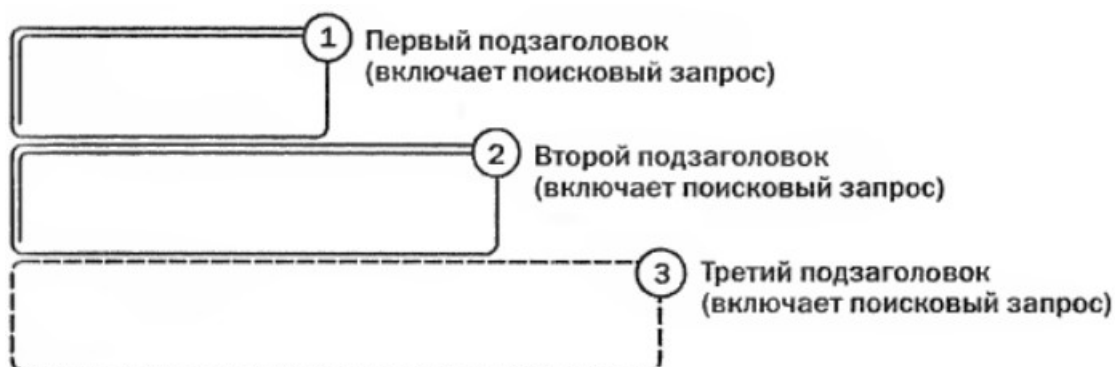 1 Первый подзаголовок
(включает поисковый запрос)
2 Второй подзаголовок
(включает поисковый запрос)
3 Третий подзаголовок
(включает поисковый запрос)